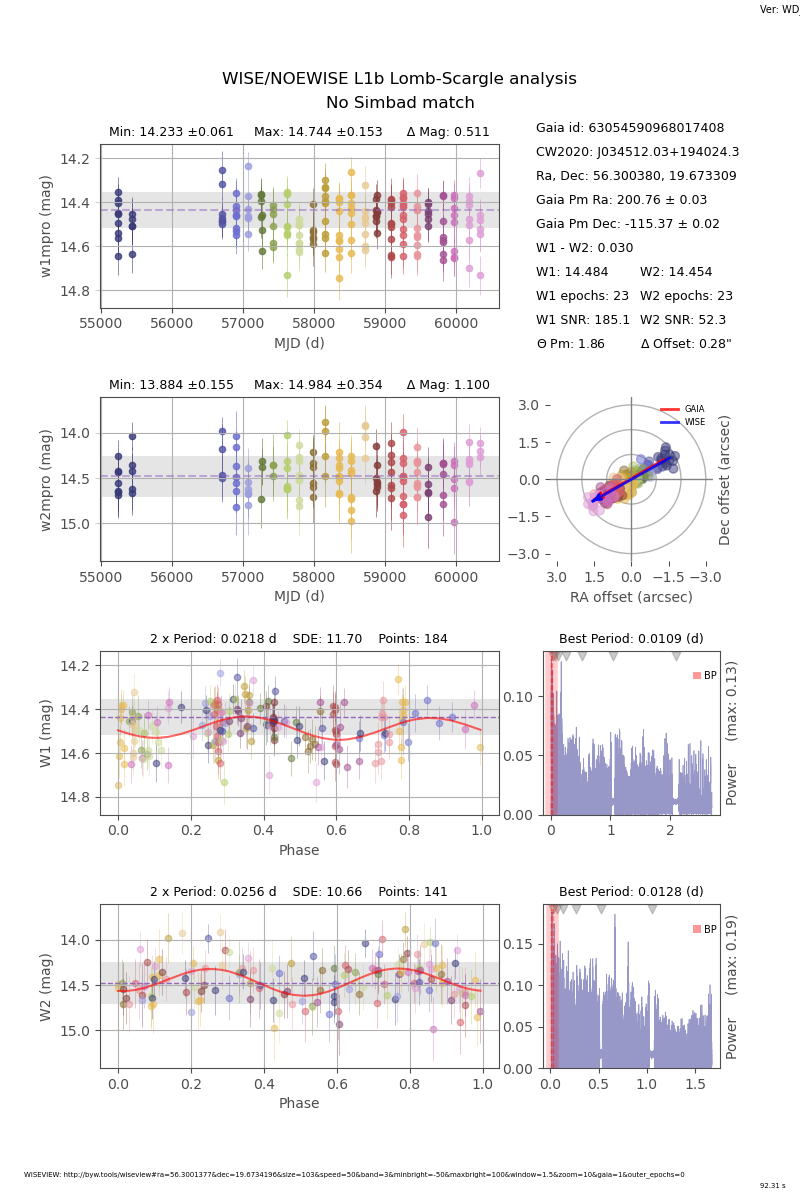 Ver: WD_
WISE/NOEWISE L1b Lomb-Scargle analysis
No Simbad match
Min: 14.233 ±0.061 Max: 14.744 ±0.153 Δ Mag: 0.511
14.2
14.4
14.6
14.8
w1mpro (mag)
55000 56000 57000 58000 59000 60000
MJD (d)
Gaia id: 63054590968017408
CW2020: J034512.03+194024.3
Ra, Dec: 56.300380, 19.673309
Gaia Pm Ra: 200.76 ± 0.03
Gaia Pm Dec: -115.37 ± 0.02
W1 - W2: 0.030
W1: 14.484 W2: 14.454
W1 epochs: 23 W2 epochs: 23
W1 SNR: 185.1 W2 SNR: 52.3
Θ Pm: 1.86 Δ Offset: 0.28"
Min: 13.884 ±0.155 Max: 14.984 ±0.354 Δ Mag: 1.100
14.0
14.5
15.0
w2mpro (mag)
55000 56000 57000 58000 59000 60000
MJD (d)
GAIA
WISE
3.0
1.5
0.0
−1.5
−3.0
Dec offset (arcsec)
3.0 1.5 0.0 −1.5 −3.0
RA offset (arcsec)
2 x Period: 0.0218 d SDE: 11.70 Points: 184
14.2
14.4
14.6
14.8
W1 (mag)
0.0 0.2 0.4 0.6 0.8 1.0
Phase
Best Period: 0.0109 (d)
BP
0.10
0.05
0.00
Power (max: 0.13)
0 1 2
2 x Period: 0.0256 d SDE: 10.66 Points: 141
14.0
14.5
15.0
W2 (mag)
0.0 0.2 0.4 0.6 0.8 1.0
Phase
Best Period: 0.0128 (d)
BP
0.15
0.10
0.05
0.00
Power (max: 0.19)
0.0 0.5 1.0 1.5
WISEVIEW: http://byw.tools/wiseview#ra=56.3001377&dec=19.6734196&size=103&speed=50&band=3&minbright=-50&maxbright=100&window=1.5&zoom=10&gaia=1&outer_epochs=0
92.31 s